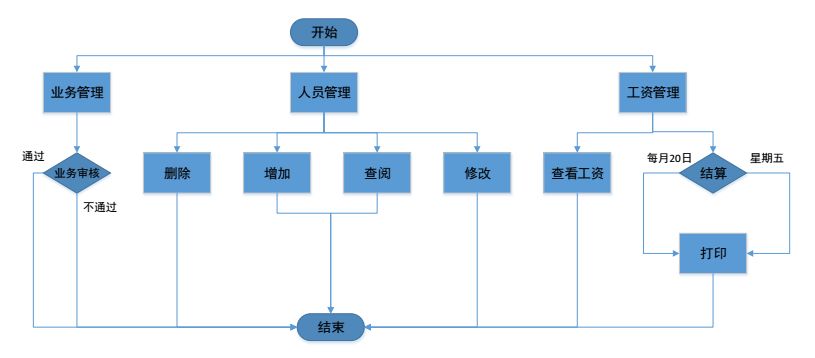 开始
业务管理
人员管理
工资管理
通过
业务审核
不通过
删除
增加
查阅
修改
查看工资
每月20日
结算
星期五
打印
结束